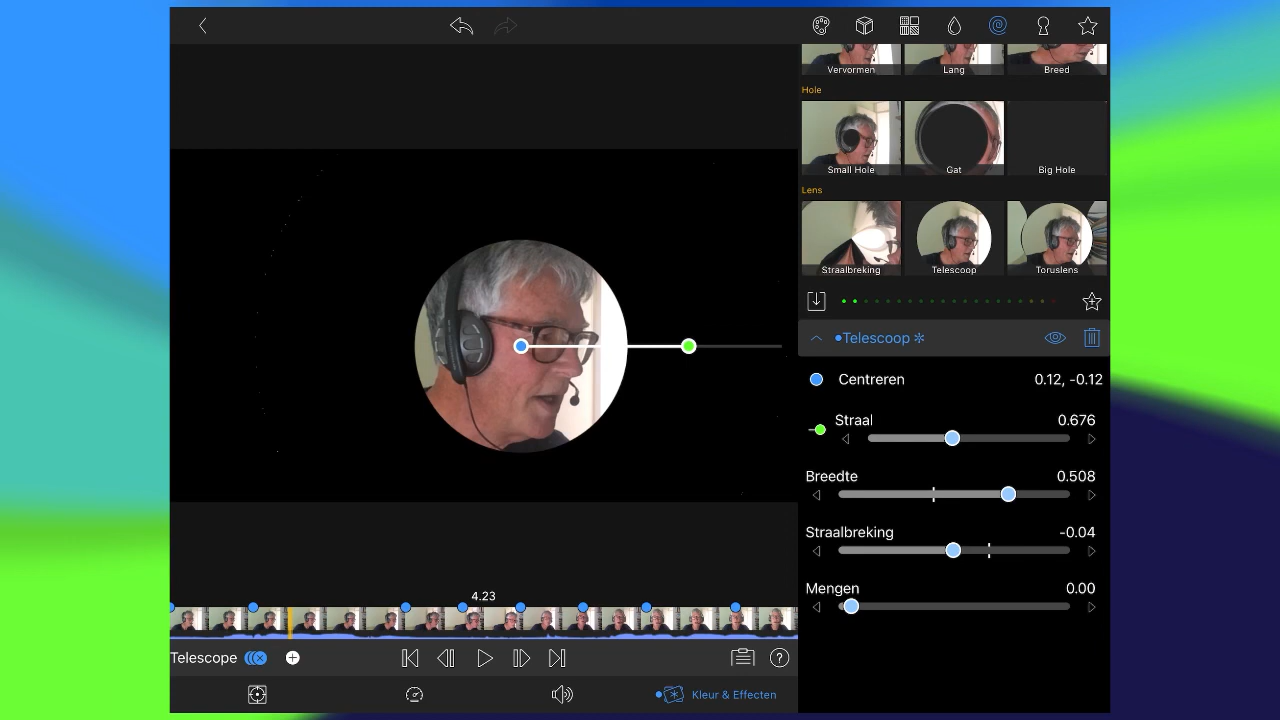 Vervormen
Lang
Breed
Hole
Small Hole
Gat
Big Hole
Lens
Straalbreking
Telescoop
Toruslens
Telescoop
Centreren
0.12, -0.12
Straal
0.676
Breedte
0.508
Straalbreking
-0.04
Mengen
0.00
4.23
Telescope
Kleur & Effecten